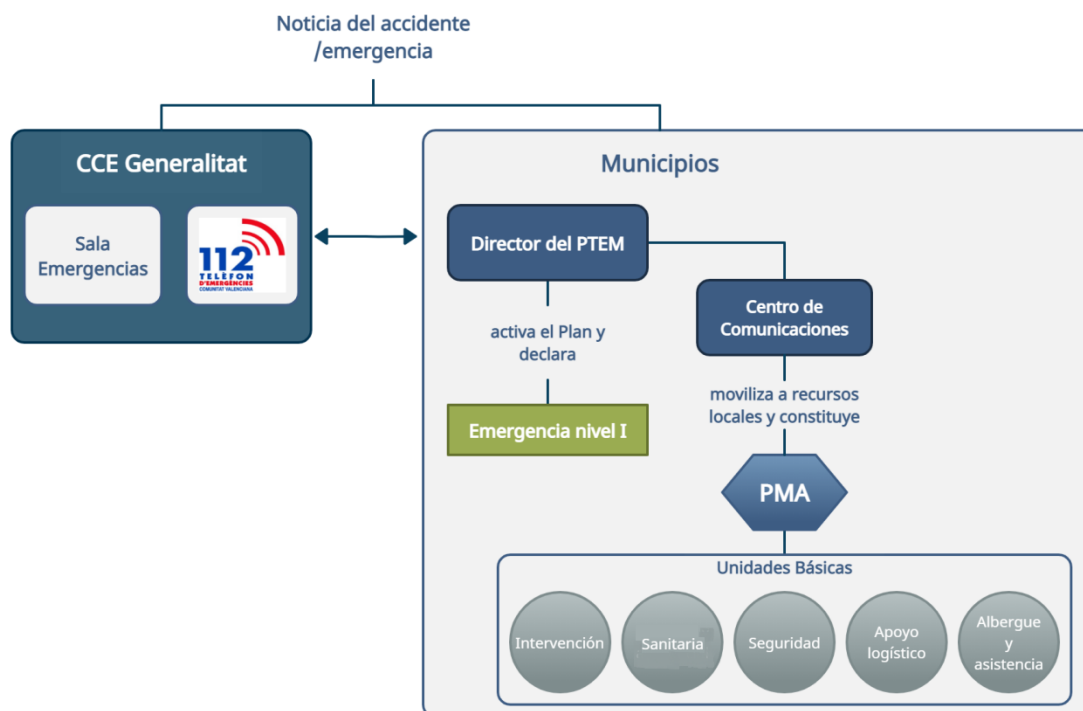 Noticia del accidente
/emergencia
CCE Generalitat
Sala
Emergencias
112
TELÈFON
D'EMERGÈNCIES
COMUNITAT VALENCIANA
Municipios
Director del PTEM
activa el Plan y
declara
Emergencia nivel I
Centro de
Comunicaciones
moviliza a recursos
locales y constituye
PMA
Unidades Básicas
Intervención
Sanitaria
Seguridad
Apoyo
logístico
Albergue
y
asistencia